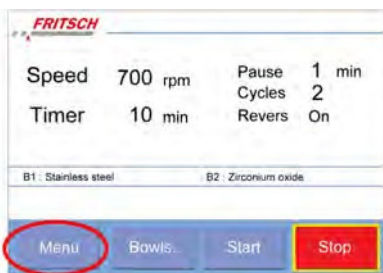 FRITSCH
Speed 700 rpm Pause 1 min
Cycles 2
Timer 10 min Revers On
B1 : Stainless steel B2 : Zirconium oxide
Menu Bowls.. Start Stop